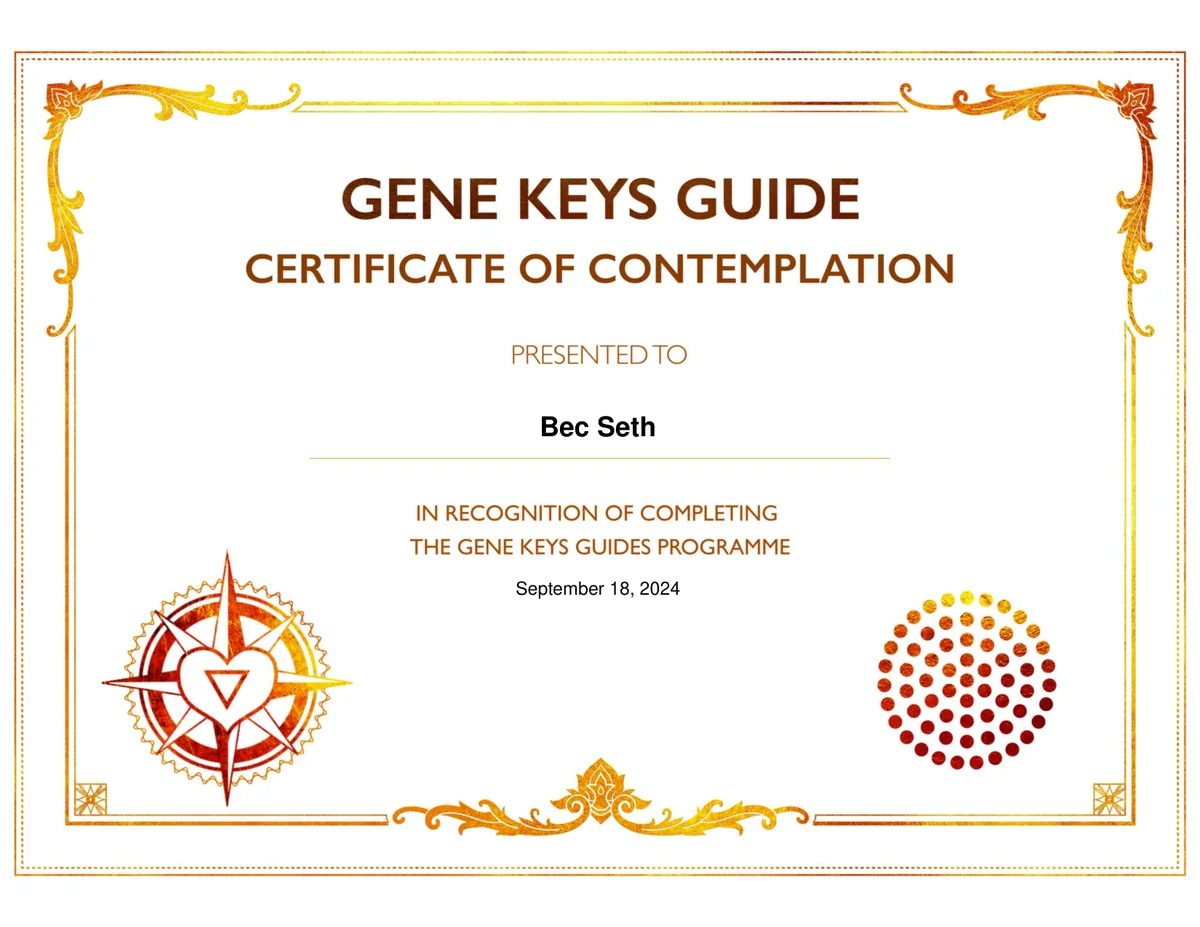 GENE KEYS GUIDE
CERTIFICATE OF CONTEMPLATION
PRESENTED TO
Bec Seth
IN RECOGNITION OF COMPLETING
THE GENE KEYS GUIDES PROGRAMME
September 18, 2024